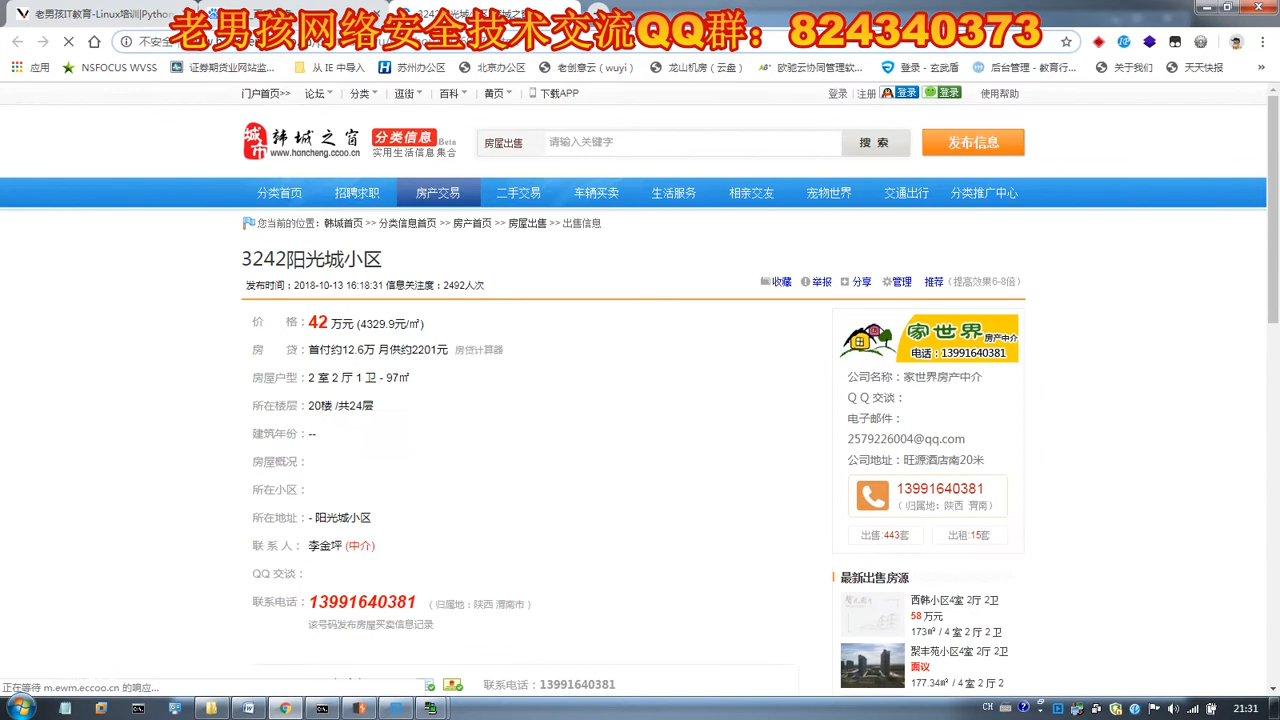 老男孩IT教育-Linux培训|Python
老男孩网络安全技术交流QQ群：824340373
不安全
应用 NSFOCUS WVSS 证券期货业网站监... 从 IE 中导入 苏州办公区 北京办公区 老创意云（wuyi） 龙山机房（云盘） 欧驰云协同管理软... 登录 - 玄武盾 后台管理 - 教育行... 关于我们 天天快报 »
门户首页>> 论坛 分类 逛街 百科 黄页 下载APP 登录 注册 登录 登录 使用帮助
城市 韩城之窗 www.hancheng.ccoo.cn 分类信息 Beta 实用生活信息集合 房屋出售 请输入关键字 搜 索 发布信息
分类首页 招聘求职 房产交易 二手交易 车辆买卖 生活服务 相亲交友 宠物世界 交通出行 分类推广中心
您当前的位置：韩城首页 >> 分类信息首页 >> 房产首页 >> 房屋出售 >> 出售信息
3242阳光城小区
发布时间：2018-10-13 16:18:31 信息关注度：2492人次 收藏 举报 分享 管理 推荐（提高效果6-8倍）
价 格：42 万元 (4329.9元/㎡)
房 贷：首付约12.6万 月供约2201元 房贷计算器
房屋户型：2 室 2 厅 1 卫 - 97㎡
所在楼层：20楼 /共24层
建筑年份：--
房屋概况：
所在小区：
所在地址：- 阳光城小区
联 系 人：李金坪 (中介)
QQ 交谈：
联系电话：13991640381 （ 归属地：陕西 渭南市 ）
该号码发布房屋买卖信息记录
联系电话：13991640381
家世界 房产中介
电话：13991640381
公司名称：家世界房产中介
Q Q 交谈：
电子邮件：
2579226004@qq.com
公司地址：旺源酒店南20米
13991640381
（ 归属地：陕西 渭南）
出售:443套 出租:15套
最新出售房源
西韩小区4室 2厅 2卫
58 万元
173㎡ / 4 室 2 厅 2 卫
聚丰苑小区4室 2厅 2卫
面议
177.34㎡ / 4 室 2 厅 2
正在等待 m.ewm.eccoo.cn 的响应...
CH 21:31